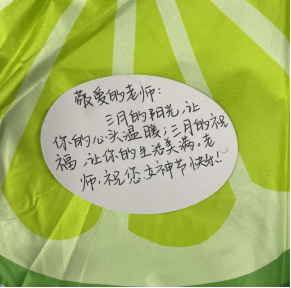 敬爱的老师:
三月的阳光,让
你的心头温暖;三月的祝
福,让你的生活美满。老
师,祝您女神节快乐!